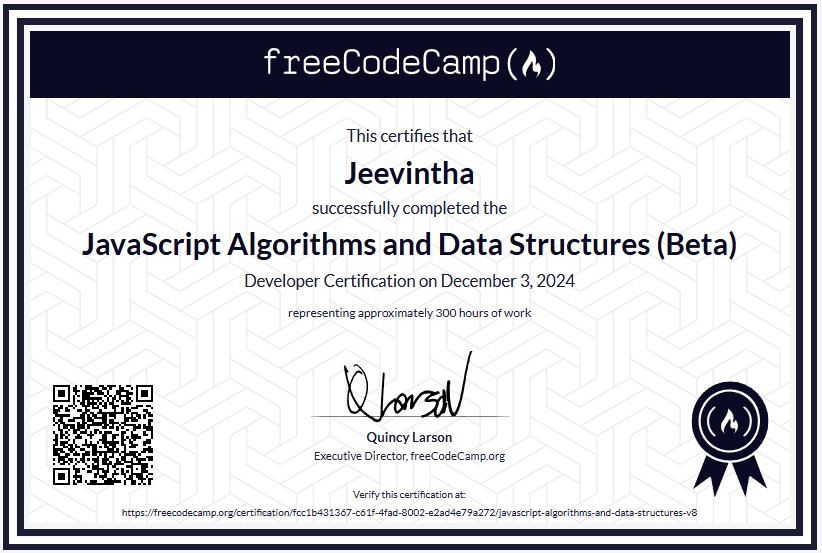 freeCodeCamp
This certifies that
Jeevintha
successfully completed the
JavaScript Algorithms and Data Structures (Beta)
Developer Certification on December 3, 2024
representing approximately 300 hours of work
Q Larson
Quincy Larson
Executive Director, freeCodeCamp.org
Verify this certification at:
https://freecodecamp.org/certification/fcc1b431367-c61f-4fad-8002-e2ad4e79a272/javascript-algorithms-and-data-structures-v8